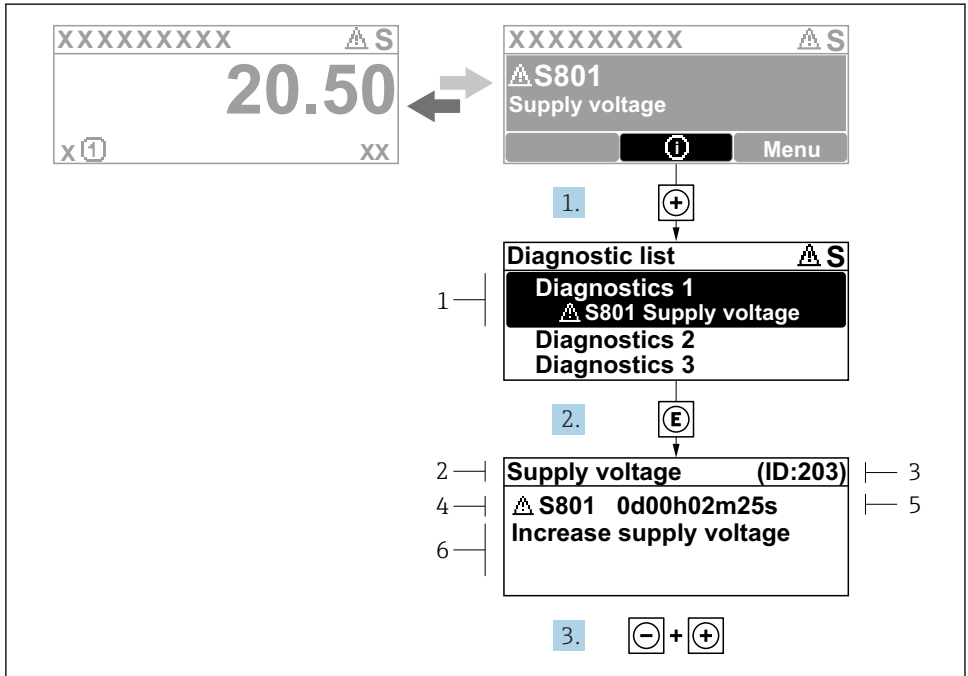 XXXXXXXXX ⚠ S
20.50
x ① xx
XXXXXXXXX ⚠ S
⚠ S801
Supply voltage
ⓘ Menu
1. +
Diagnostic list ⚠ S
1
Diagnostics 1
⚠ S801 Supply voltage
Diagnostics 2
Diagnostics 3
2. E
2 Supply voltage (ID:203) 3
4 ⚠ S801 0d00h02m25s 5
6 Increase supply voltage
3. − + +